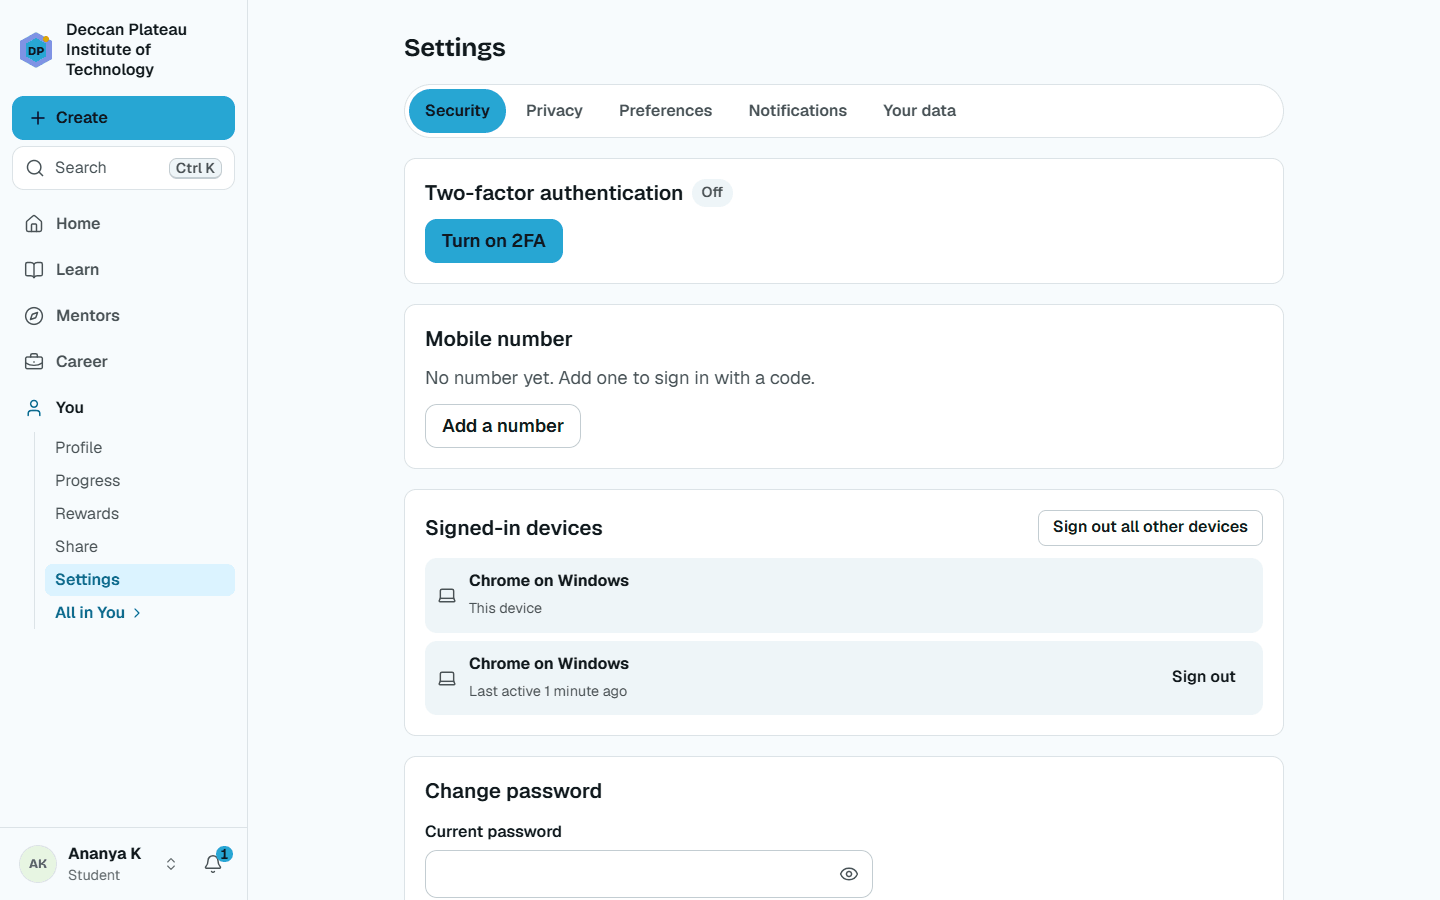 DP
Deccan Plateau
Institute of
Technology
Create
Search
Ctrl K
Home
Learn
Mentors
Career
You
Profile
Progress
Rewards
Share
Settings
All in You
AK
Ananya K
Student
1
Settings
Security
Privacy
Preferences
Notifications
Your data
Two-factor authentication
Off
Turn on 2FA
Mobile number
No number yet. Add one to sign in with a code.
Add a number
Signed-in devices
Sign out all other devices
Chrome on Windows
This device
Chrome on Windows
Last active 1 minute ago
Sign out
Change password
Current password